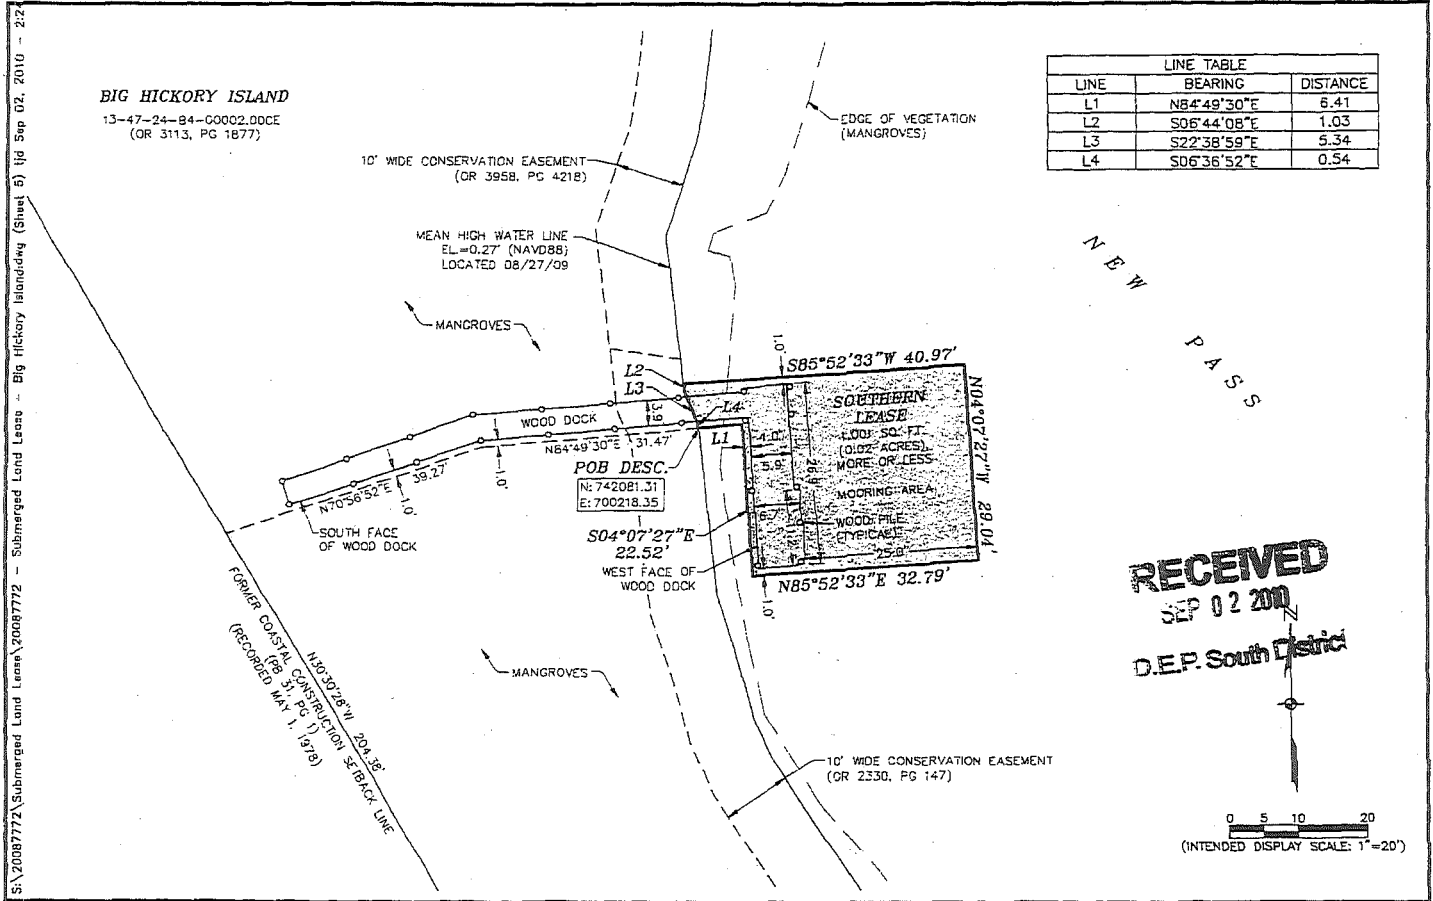 S:\20087772\Submerged Land Lease\20087772 - Submerged Land Lease - Big Hickory Island.dwg (Sheet 5) ljd Sep 02, 2010 - 2:24
BIG HICKORY ISLAND
13-47-24-B4-G0002.00CE
(OR 3113, PG 1877)
10' WIDE CONSERVATION EASEMENT
(OR 3958, PG 4218)
MEAN HIGH WATER LINE
EL.=0.27' (NAVD88)
LOCATED 08/27/09
MANGROVES
EDGE OF VEGETATION
(MANGROVES)
LINE TABLE
LINE BEARING DISTANCE
L1 N84°49'30"E 6.41
L2 S06°44'08"E 1.03
L3 S22°38'59"E 5.34
L4 S06°36'52"E 0.54
NEW PASS
1.0'
S85°52'33"W 40.97'
N04°07'27"W 29.04'
L2
L3
L4
L1
3.9
WOOD DOCK
N84°49'30"E 31.47'
1.0'
N70°56'52"E 39.27'
1.0'
SOUTH FACE
OF WOOD DOCK
POB DESC.
N: 742081.31
E: 700218.35
SOUTHERN
LEASE
1,001 SQ.FT.
(0.02 ACRES)
MORE OR LESS
MOORING AREA
WOOD PILE
(TYPICAL)
4.0'
5.9'
6.7'
25.0'
S04°07'27"E
22.52'
WEST FACE OF
WOOD DOCK
N85°52'33"E 32.79'
1.0'
RECEIVED
SEP 02 2010
D.E.P. South District
N
FORMER COASTAL CONSTRUCTION SETBACK LINE
(PB 31, PG 1)
(RECORDED MAY 1, 1978)
N30°30'28"W 204.38'
MANGROVES
10' WIDE CONSERVATION EASEMENT
(OR 2330, PG 147)
0 5 10 20
(INTENDED DISPLAY SCALE: 1"=20')